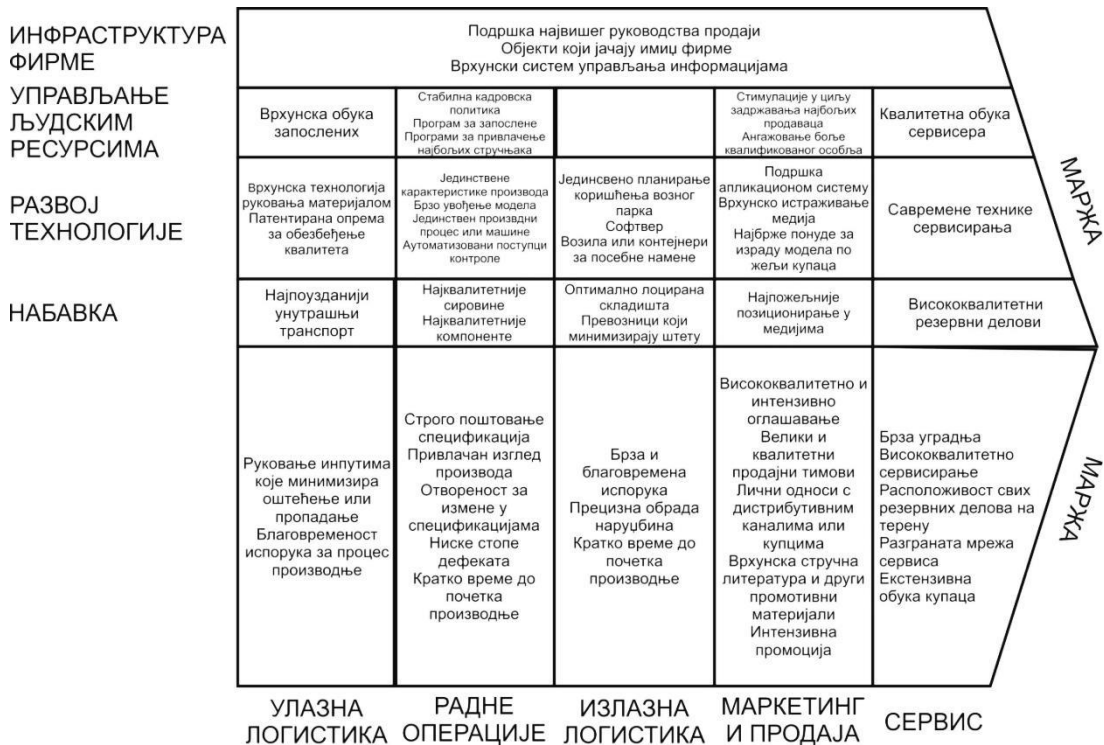 ИНФРАСТРУКТУРА
ФИРМЕ
Подршка највишег руководства продаји
Објекти који јачају имиџ фирме
Врхунски систем управљања информацијама
УПРАВЉАЊЕ
ЉУДСКИМ
РЕСУРСИМА
Врхунска обука
запослених
Стабилна кадровска
политика
Програм за запослене
Програми за привлачење
најбољих стручњака
Стимулације у циљу
задржавања најбољих
продаваца
Ангажовање боље
квалификованог особља
Квалитетна обука
сервисера
РАЗВОЈ
ТЕХНОЛОГИЈЕ
Врхунска технологија
руковања материјалом
Патентирана опрема
за обезбеђење
квалитета
Јединствене
карактеристике производа
Брзо увођење модела
Јединствен произвдни
процес или машине
Аутоматизовани поступци
контроле
Јединсвено планирање
коришћења возног
парка
Софтвер
Возила или контејнери
за посебне намене
Подршка
апликационом систему
Врхунско истраживање
медија
Најбрже понуде за
израду модела по
жељи купаца
Савремене технике
сервисирања
НАБАВКА
Најпоузданији
унутрашњи
транспорт
Најквалитетније
сировине
Најквалитетније
компоненте
Оптимално лоцирана
складишта
Превозници који
минимизирају штету
Најпожељније
позиционирање у
медијима
Висококвалитетни
резервни делови
МАРЖА
Руковање инпутима
које минимизира
оштећење или
пропадање
Благовременост
испорука за процес
производње
Строго поштовање
спецификација
Привлачан изглед
производа
Отвореност за
измене у
спецификацијама
Ниске стопе
дефеката
Кратко време до
почетка
производње
Брза и
благовремена
испорука
Прецизна обрада
наруџбина
Кратко време до
почетка
производње
Висококвалитетно и
интензивно
оглашавање
Велики и
квалитетни
продајни тимови
Лични односи с
дистрибутивним
каналима или
купцима
Врхунска стручна
литература и други
промотивни
материјали
Интензивна
промоција
Брза уградња
Висококвалитетно
сервисирање
Расположивост свих
резервних делова на
терену
Разграната мрежа
сервиса
Екстензивна
обука купаца
МАРЖА
УЛАЗНА
ЛОГИСТИКА
РАДНЕ
ОПЕРАЦИЈЕ
ИЗЛАЗНА
ЛОГИСТИКА
МАРКЕТИНГ
И ПРОДАЈА
СЕРВИС